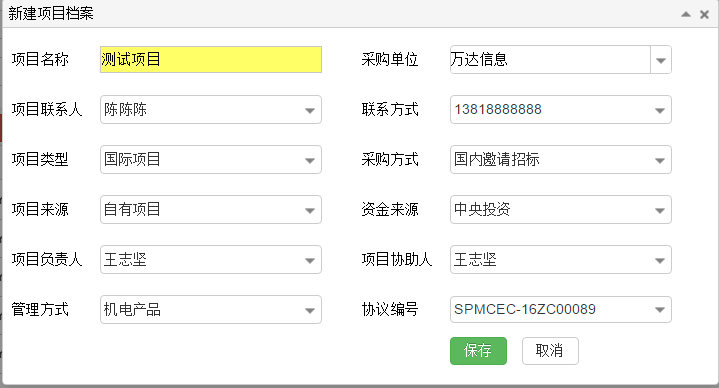 新建项目档案
项目名称 测试项目 采购单位 万达信息
项目联系人 陈陈陈 联系方式 13818888888
项目类型 国际项目 采购方式 国内邀请招标
项目来源 自有项目 资金来源 中央投资
项目负责人 王志坚 项目协助人 王志坚
管理方式 机电产品 协议编号 SPMCEC-16ZC00089
保存 取消